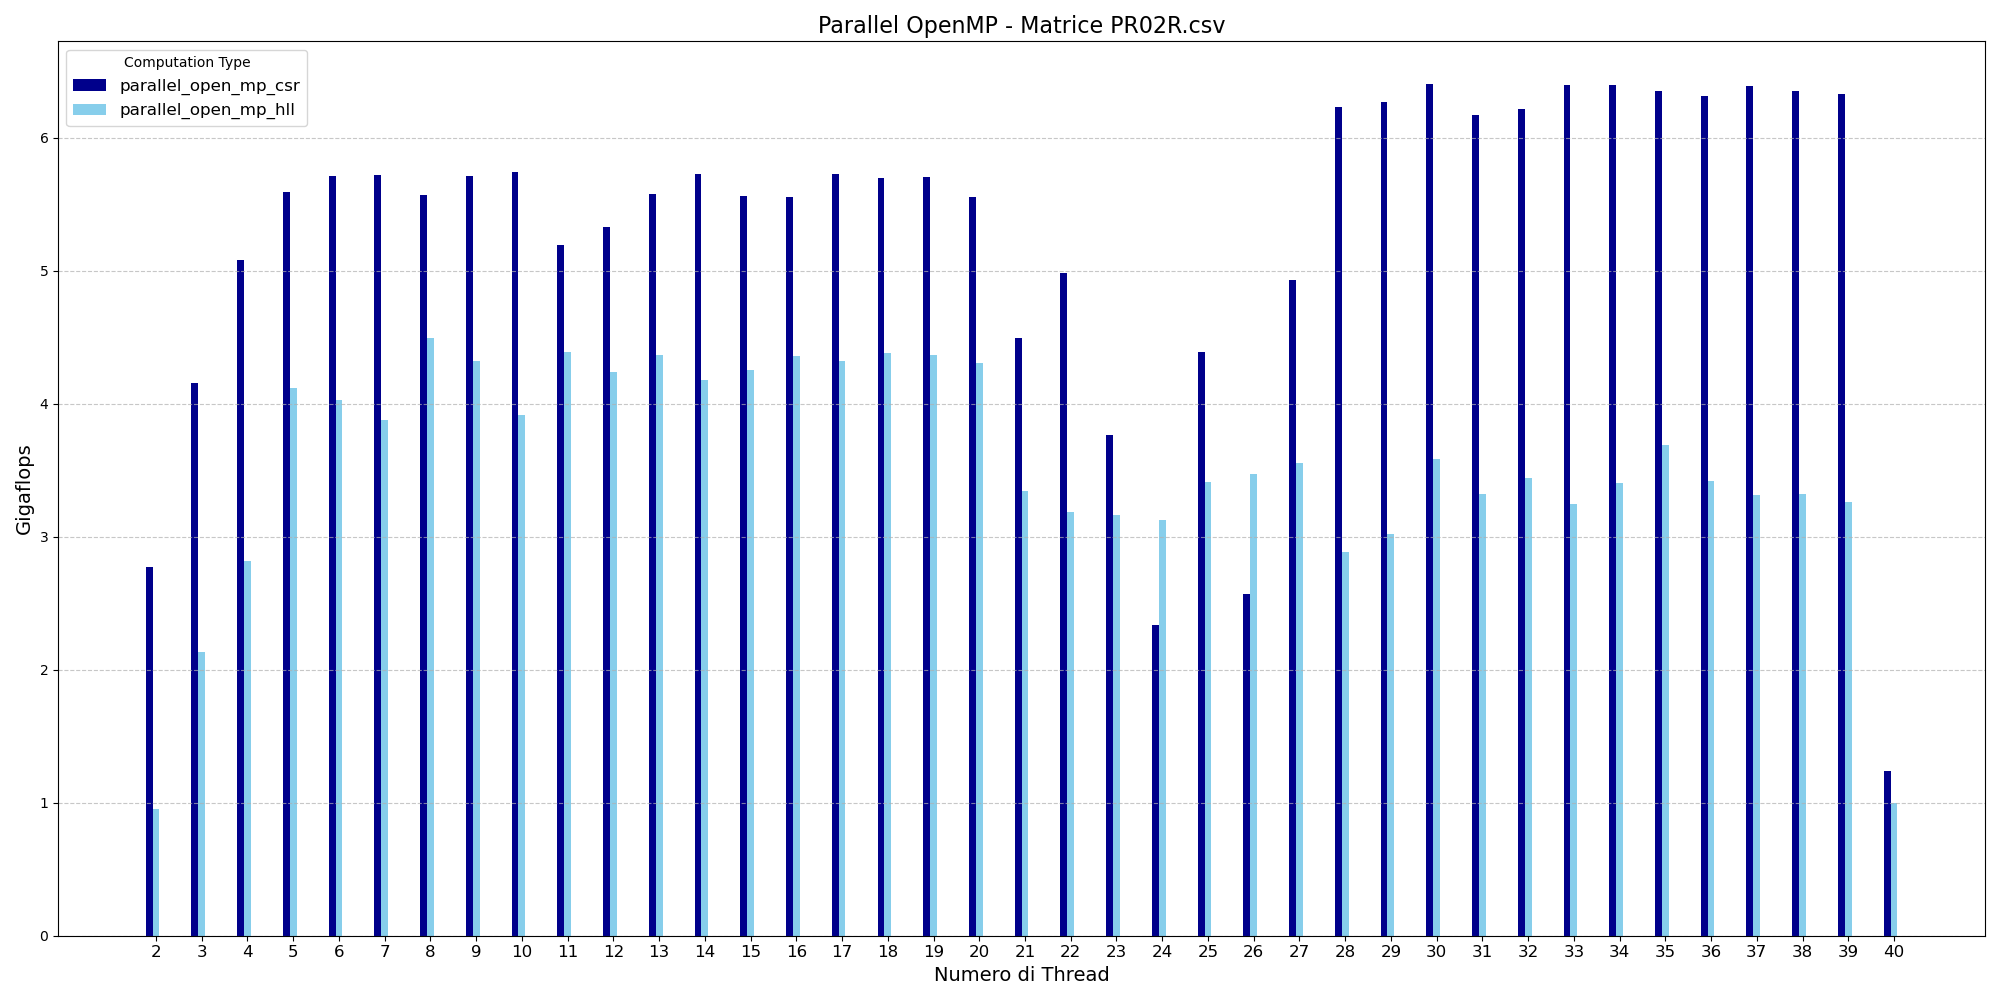 Parallel OpenMP - Matrice PR02R.csv
Computation Type
parallel_open_mp_csr
parallel_open_mp_hll
Gigaflops
6
5
4
3
2
1
0
2 3 4 5 6 7 8 9 10 11 12 13 14 15 16 17 18 19 20 21 22 23 24 25 26 27 28 29 30 31 32 33 34 35 36 37 38 39 40
Numero di Thread